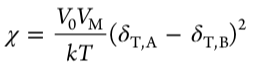 χ = V₀V_M / kT (δ_T,A − δ_T,B)²